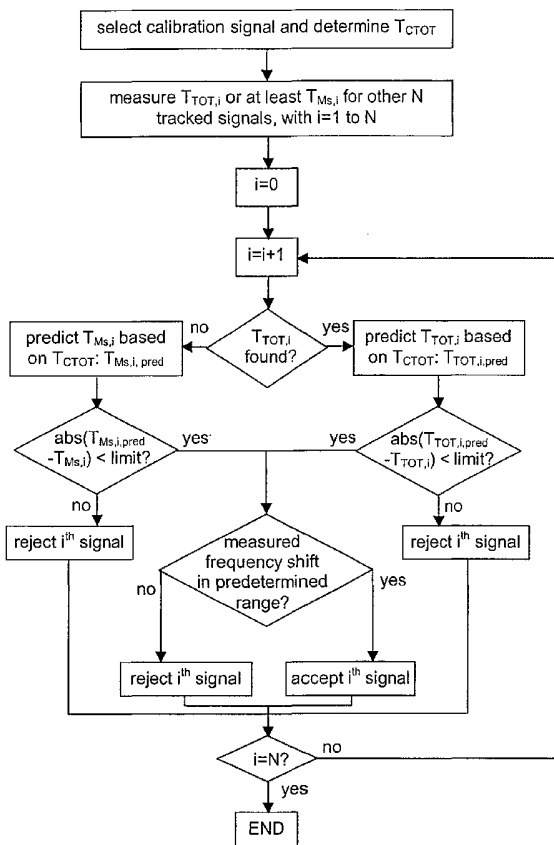 select calibration signal and determine T_CTOT
measure T_TOT,i or at least T_Ms,i for other N
tracked signals, with i=1 to N
i=0
i=i+1
no
yes
predict T_Ms,i based
on T_CTOT: T_Ms,i, pred
T_TOT,i
found?
predict T_TOT,i based
on T_CTOT: T_TOT,i,pred
abs(T_Ms,i,pred
-T_Ms,i) < limit?
yes
yes
abs(T_TOT,i,pred
-T_TOT,i) < limit?
no
no
reject i^th signal
measured
frequency shift
in predetermined
range?
reject i^th signal
no
yes
reject i^th signal
accept i^th signal
i=N?
no
yes
END